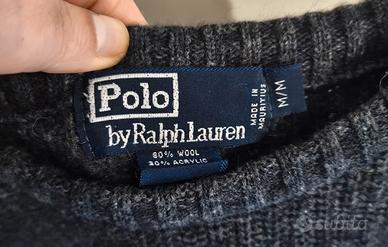 Polo
by Ralph Lauren
80% WOOL
20% ACRYLIC
MADE IN
MAURITIUS
M/M
subito